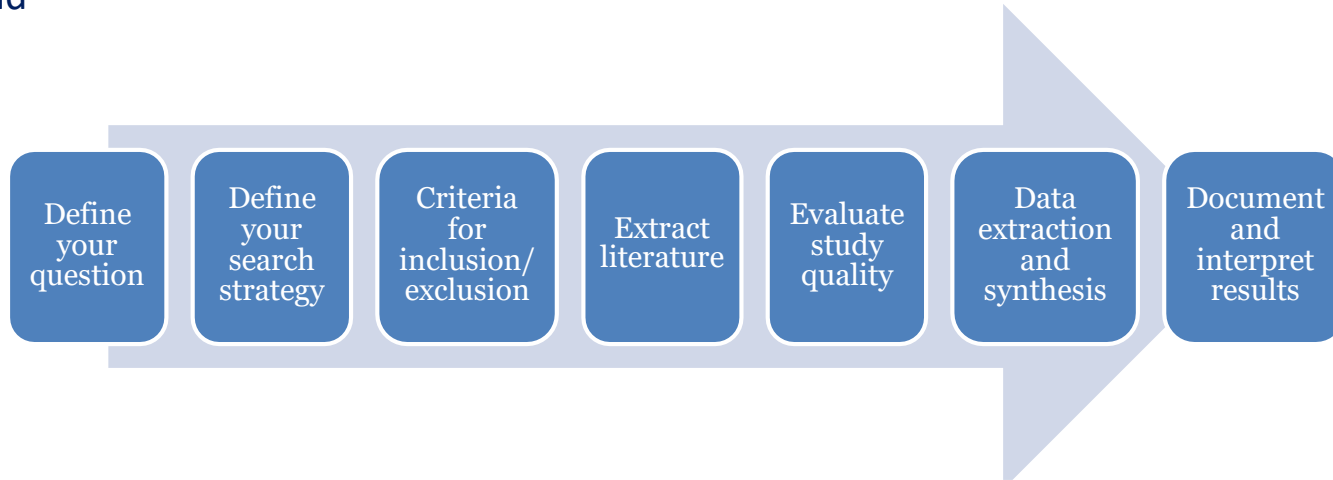 Define
your
question
Define
your
search
strategy
Criteria
for
inclusion/
exclusion
Extract
literature
Evaluate
study
quality
Data
extraction
and
synthesis
Document
and
interpret
results